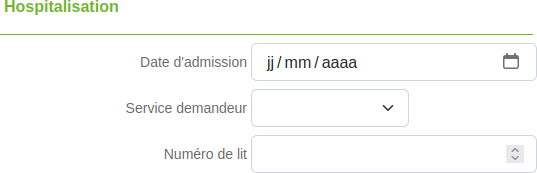 Hospitalisation
Date d'admission jj/mm/aaaa
Service demandeur
Numéro de lit